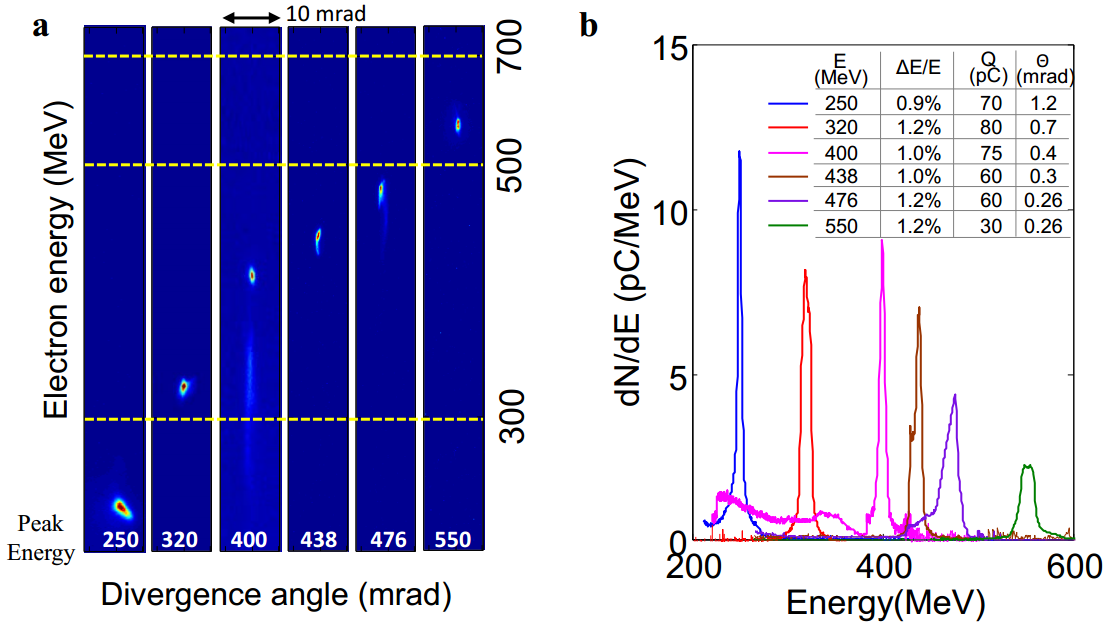 a
10 mrad
Electron energy (MeV)
700
500
300
Peak
Energy
250 320 400 438 476 550
Divergence angle (mrad)
b
dN/dE (pC/MeV)
15
10
5
0
200 400 600
Energy(MeV)
E (MeV) ΔE/E Q (pC) Θ (mrad)
250 0.9% 70 1.2
320 1.2% 80 0.7
400 1.0% 75 0.4
438 1.0% 60 0.3
476 1.2% 60 0.26
550 1.2% 30 0.26